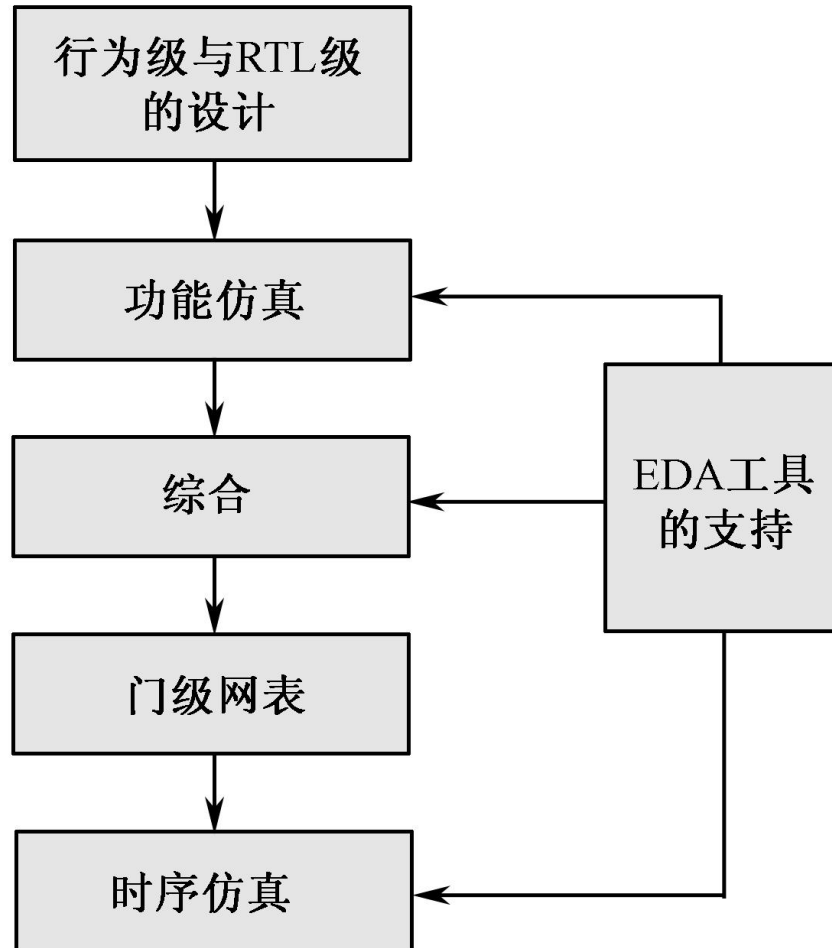 行为级与RTL级
的设计
功能仿真
综合
EDA工具
的支持
门级网表
时序仿真